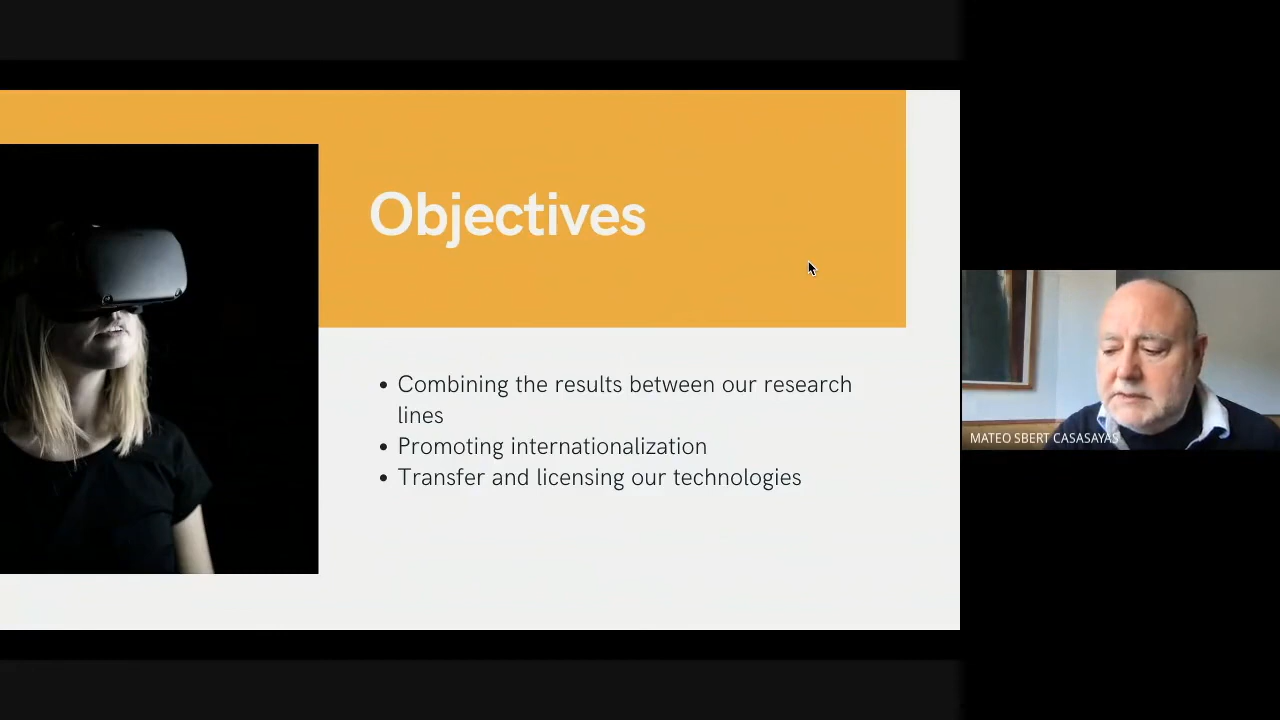 Objectives
• Combining the results between our research
lines
• Promoting internationalization
• Transfer and licensing our technologies
MATEO SBERT CASASAYAS